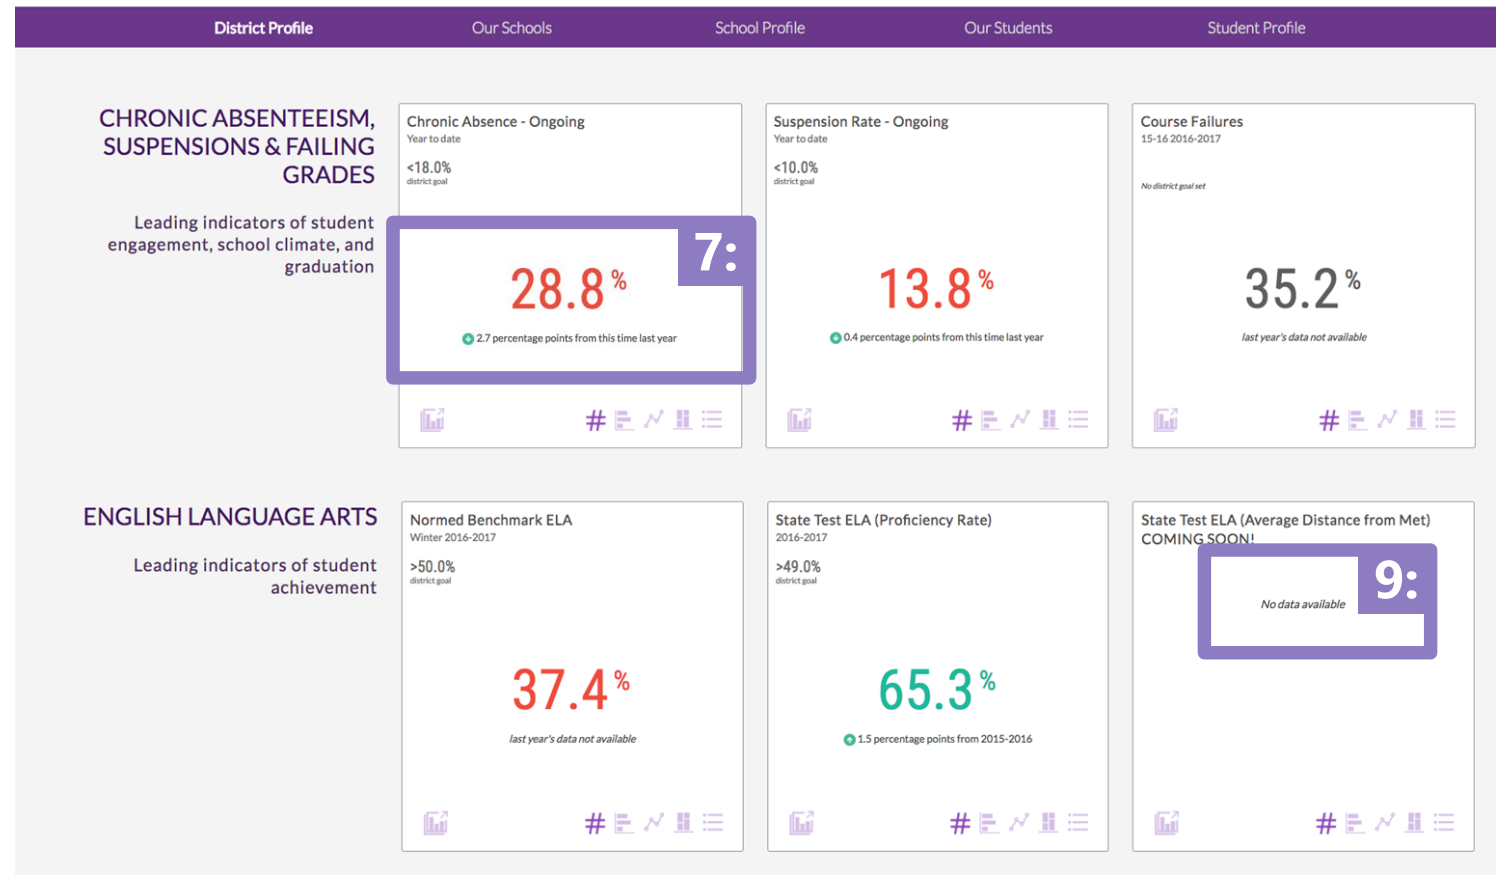 District Profile Our Schools School Profile Our Students Student Profile
CHRONIC ABSENTEEISM,
SUSPENSIONS & FAILING
GRADES
Leading indicators of student
engagement, school climate, and
graduation
Chronic Absence - Ongoing
Year to date
<18.0%
district goal
7:
28.8%
2.7 percentage points from this time last year
#
Suspension Rate - Ongoing
Year to date
<10.0%
district goal
13.8%
0.4 percentage points from this time last year
#
Course Failures
15-16 2016-2017
No district goal set
35.2%
last year's data not available
#
ENGLISH LANGUAGE ARTS
Leading indicators of student
achievement
Normed Benchmark ELA
Winter 2016-2017
>50.0%
district goal
37.4%
last year's data not available
#
State Test ELA (Proficiency Rate)
2016-2017
>49.0%
district goal
65.3%
1.5 percentage points from 2015-2016
#
State Test ELA (Average Distance from Met)
COMING SOON!
9:
No data available
#